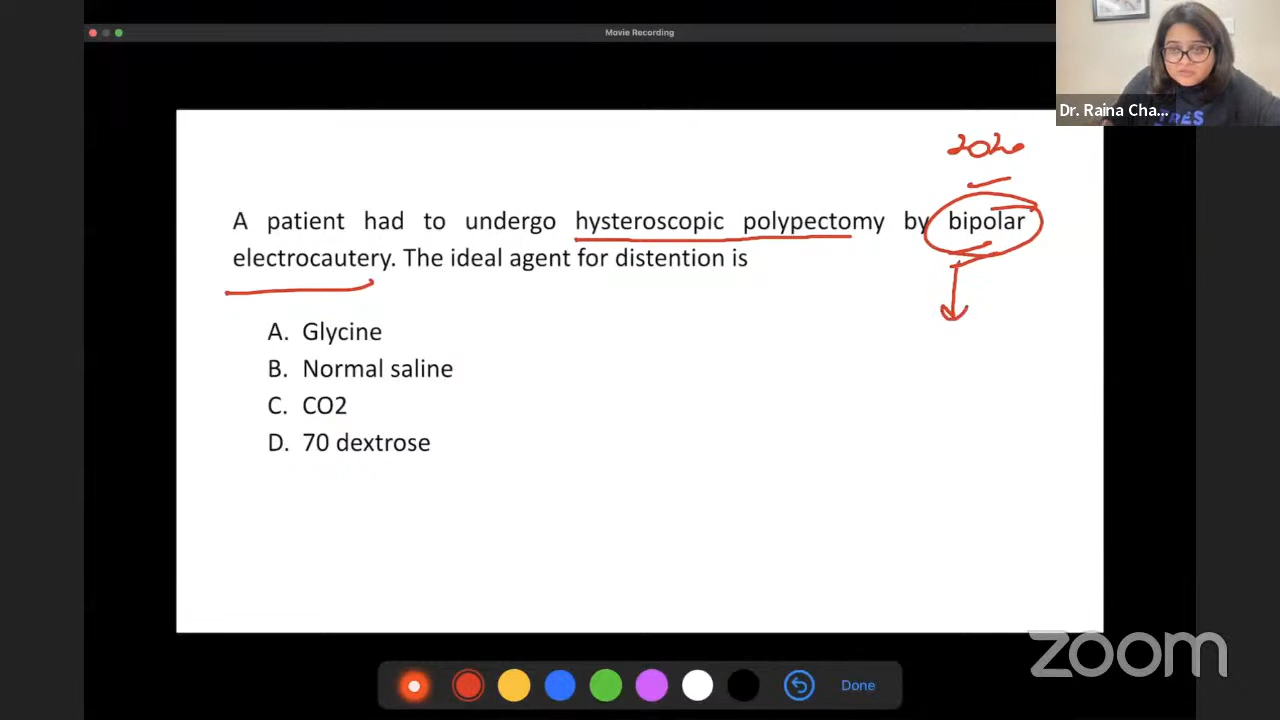 Movie Recording
Dr. Raina Cha...
TRES
2020
A patient had to undergo hysteroscopic polypectomy by bipolar
electrocautery. The ideal agent for distention is
A. Glycine
B. Normal saline
C. CO2
D. 70 dextrose
zoom
Done